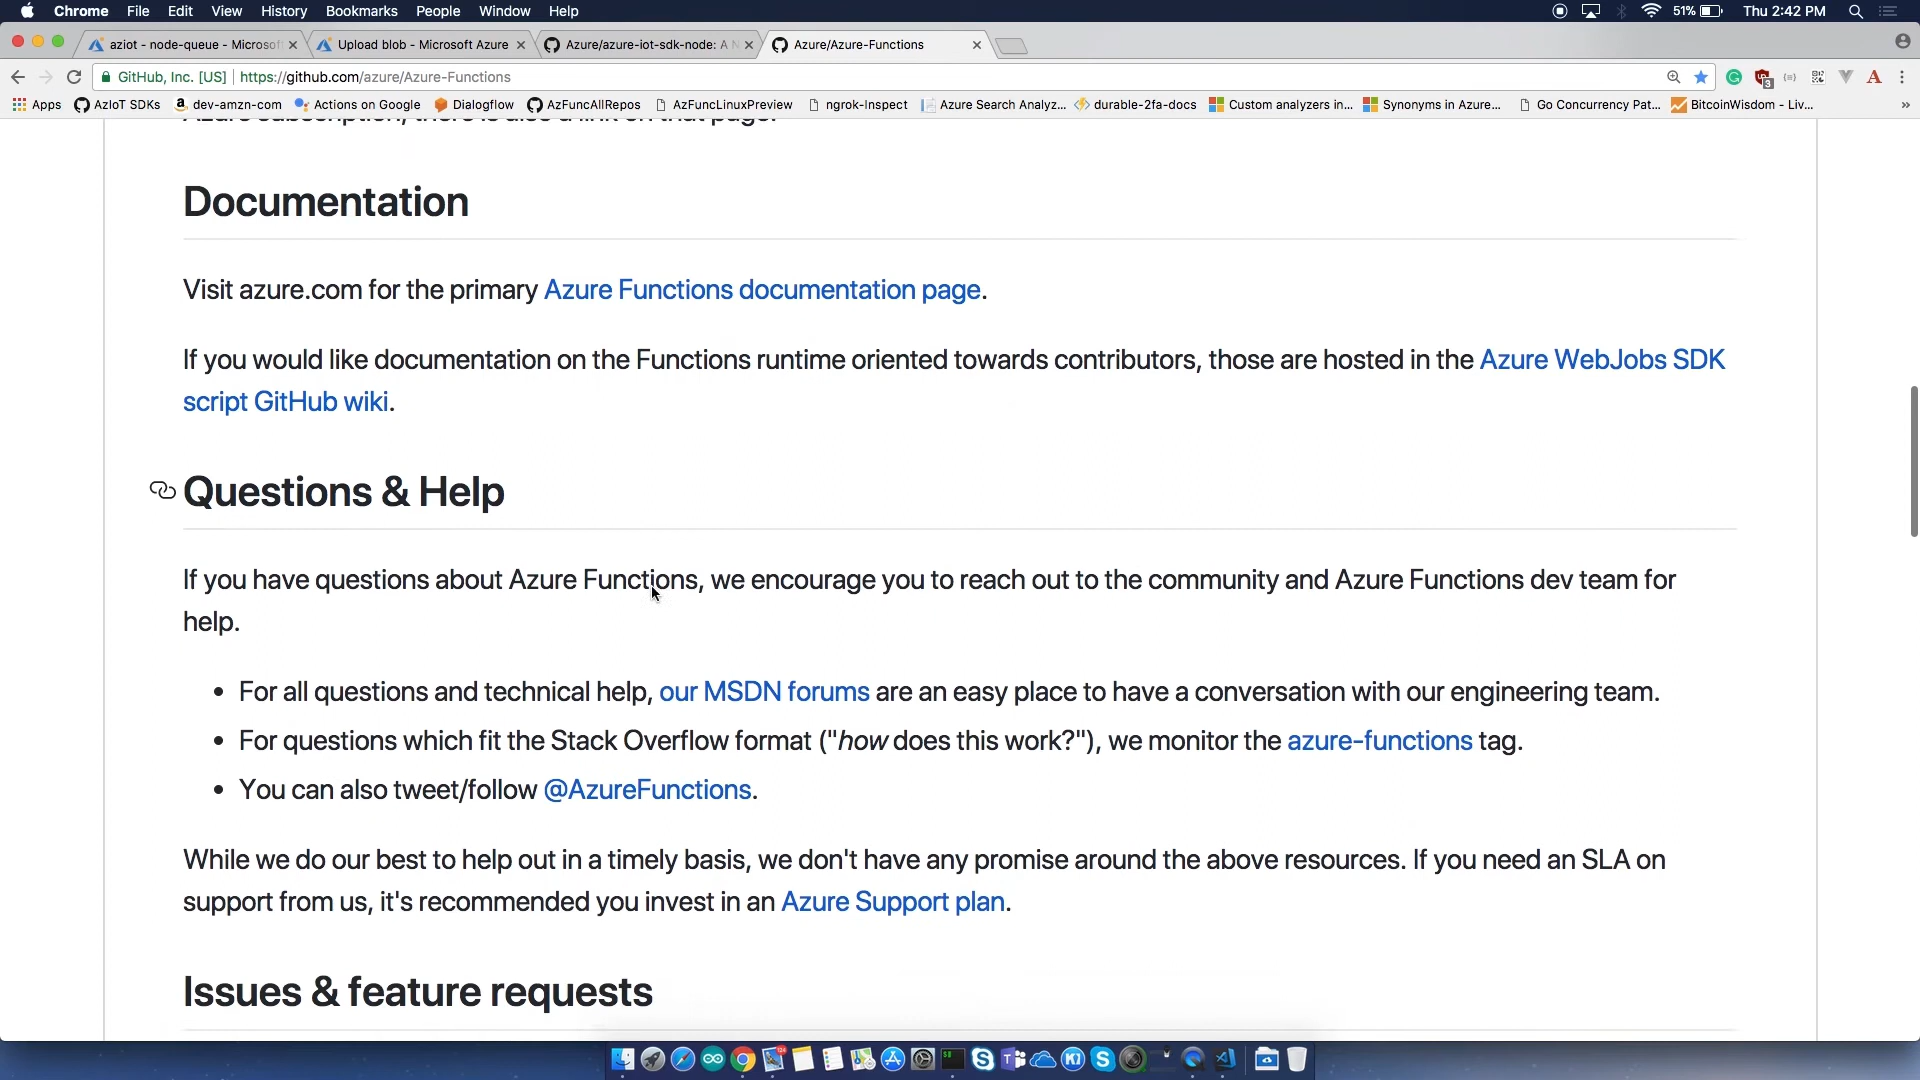 Chrome File Edit View History Bookmarks People Window Help 51% Thu 2:42 PM
aziot - node-queue - Microsof Upload blob - Microsoft Azure Azure/azure-iot-sdk-node: A N Azure/Azure-Functions
GitHub, Inc. [US] https://github.com/azure/Azure-Functions
Apps AzIoT SDKs dev-amzn-com Actions on Google Dialogflow AzFuncAllRepos AzFuncLinuxPreview ngrok-Inspect Azure Search Analyz... durable-2fa-docs Custom analyzers in... Synonyms in Azure... Go Concurrency Pat... BitcoinWisdom - Liv... »
Azure subscription, there is also a link on that page.
Documentation
Visit azure.com for the primary Azure Functions documentation page.
If you would like documentation on the Functions runtime oriented towards contributors, those are hosted in the Azure WebJobs SDK
script GitHub wiki.
Questions & Help
If you have questions about Azure Functions, we encourage you to reach out to the community and Azure Functions dev team for
help.
• For all questions and technical help, our MSDN forums are an easy place to have a conversation with our engineering team.
• For questions which fit the Stack Overflow format ("how does this work?"), we monitor the azure-functions tag.
• You can also tweet/follow @AzureFunctions.
While we do our best to help out in a timely basis, we don't have any promise around the above resources. If you need an SLA on
support from us, it's recommended you invest in an Azure Support plan.
Issues & feature requests